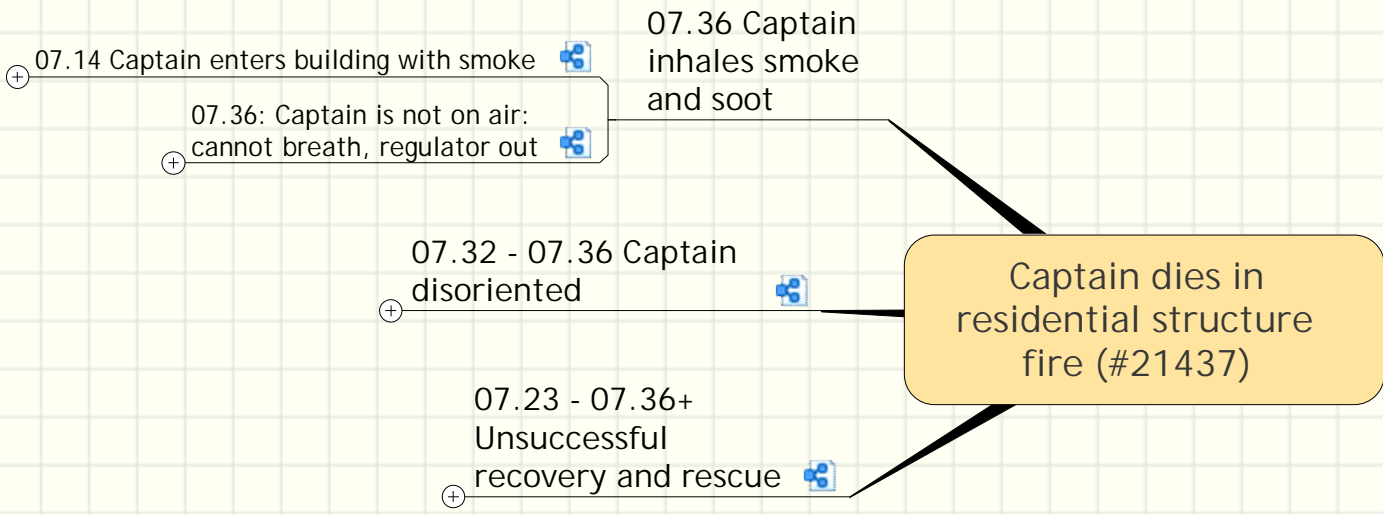 07.36 Captain
inhales smoke
and soot
07.14 Captain enters building with smoke
07.36: Captain is not on air:
cannot breath, regulator out
07.32 - 07.36 Captain
disoriented
07.23 - 07.36+
Unsuccessful
recovery and rescue
Captain dies in
residential structure
fire (#21437)